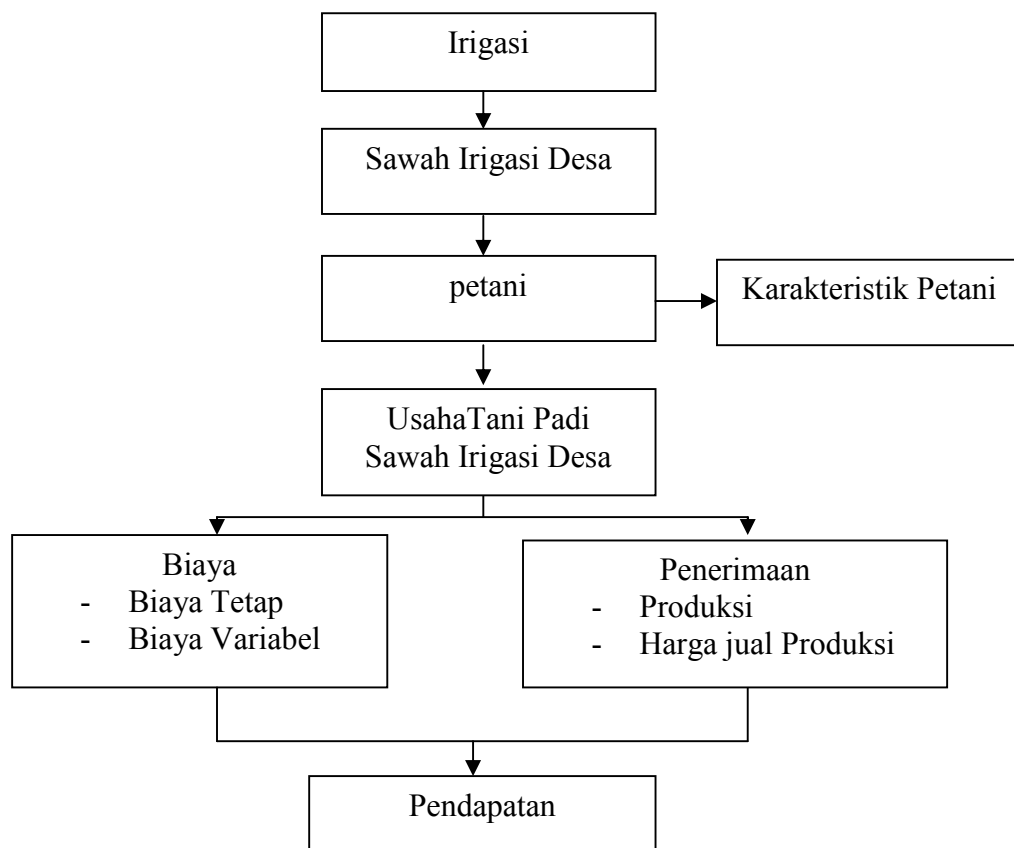 Irigasi
Sawah Irigasi Desa
petani
Karakteristik Petani
UsahaTani Padi
Sawah Irigasi Desa
Biaya
- Biaya Tetap
- Biaya Variabel
Penerimaan
- Produksi
- Harga jual Produksi
Pendapatan